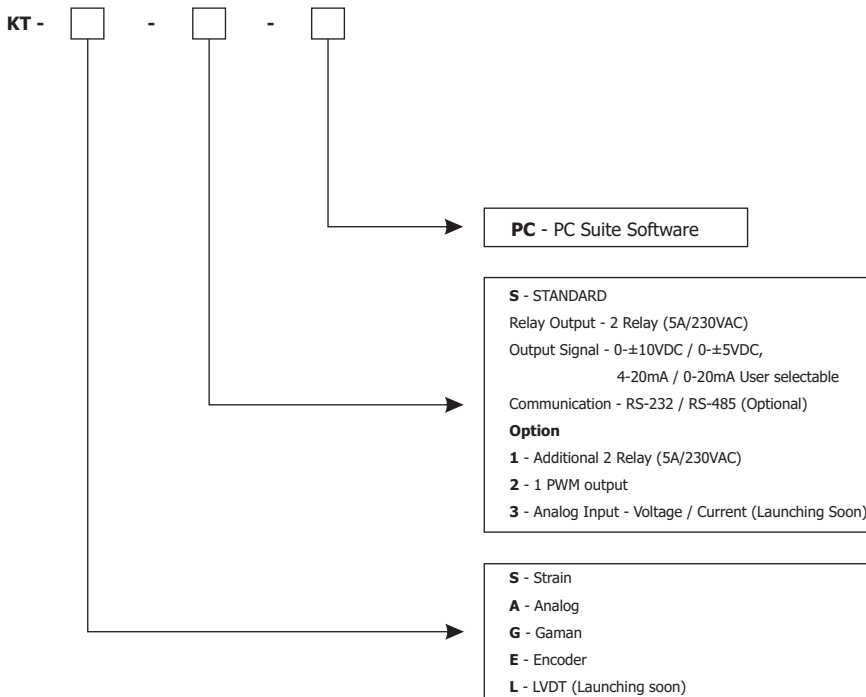 KT - - -
PC - PC Suite Software
S - STANDARD
Relay Output - 2 Relay (5A/230VAC)
Output Signal - 0-±10VDC / 0-±5VDC,
4-20mA / 0-20mA User selectable
Communication - RS-232 / RS-485 (Optional)
Option
1 - Additional 2 Relay (5A/230VAC)
2 - 1 PWM output
3 - Analog Input - Voltage / Current (Launching Soon)
S - Strain
A - Analog
G - Gaman
E - Encoder
L - LVDT (Launching soon)